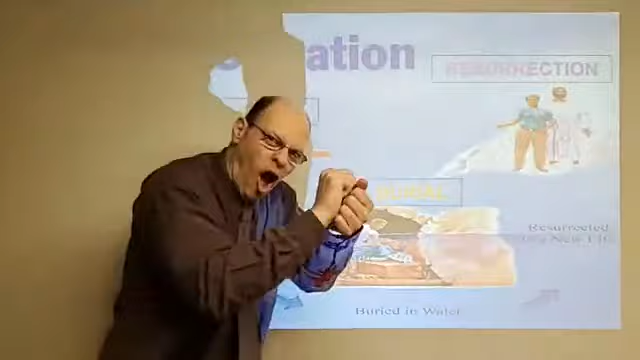 ation
RESURRECTION
BURIAL
Resurrected
New Life
Buried in Water